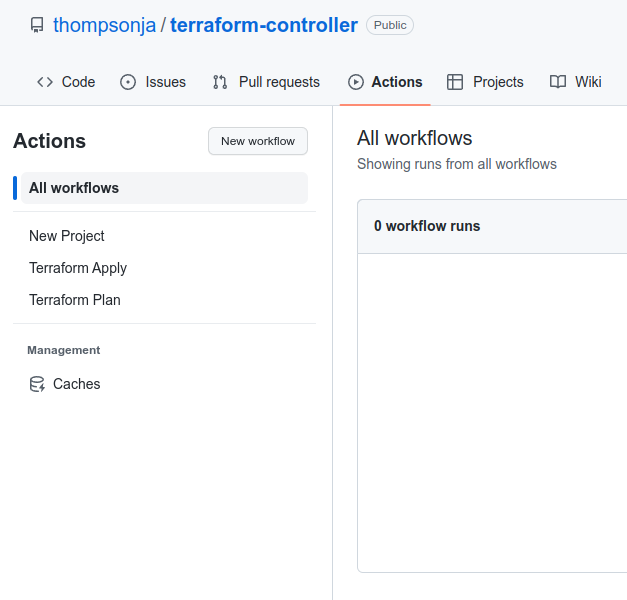 thompsonja / terraform-controller Public
Code Issues Pull requests Actions Projects Wiki
Actions
New workflow
All workflows
New Project
Terraform Apply
Terraform Plan
Management
Caches
All workflows
Showing runs from all workflows
0 workflow runs